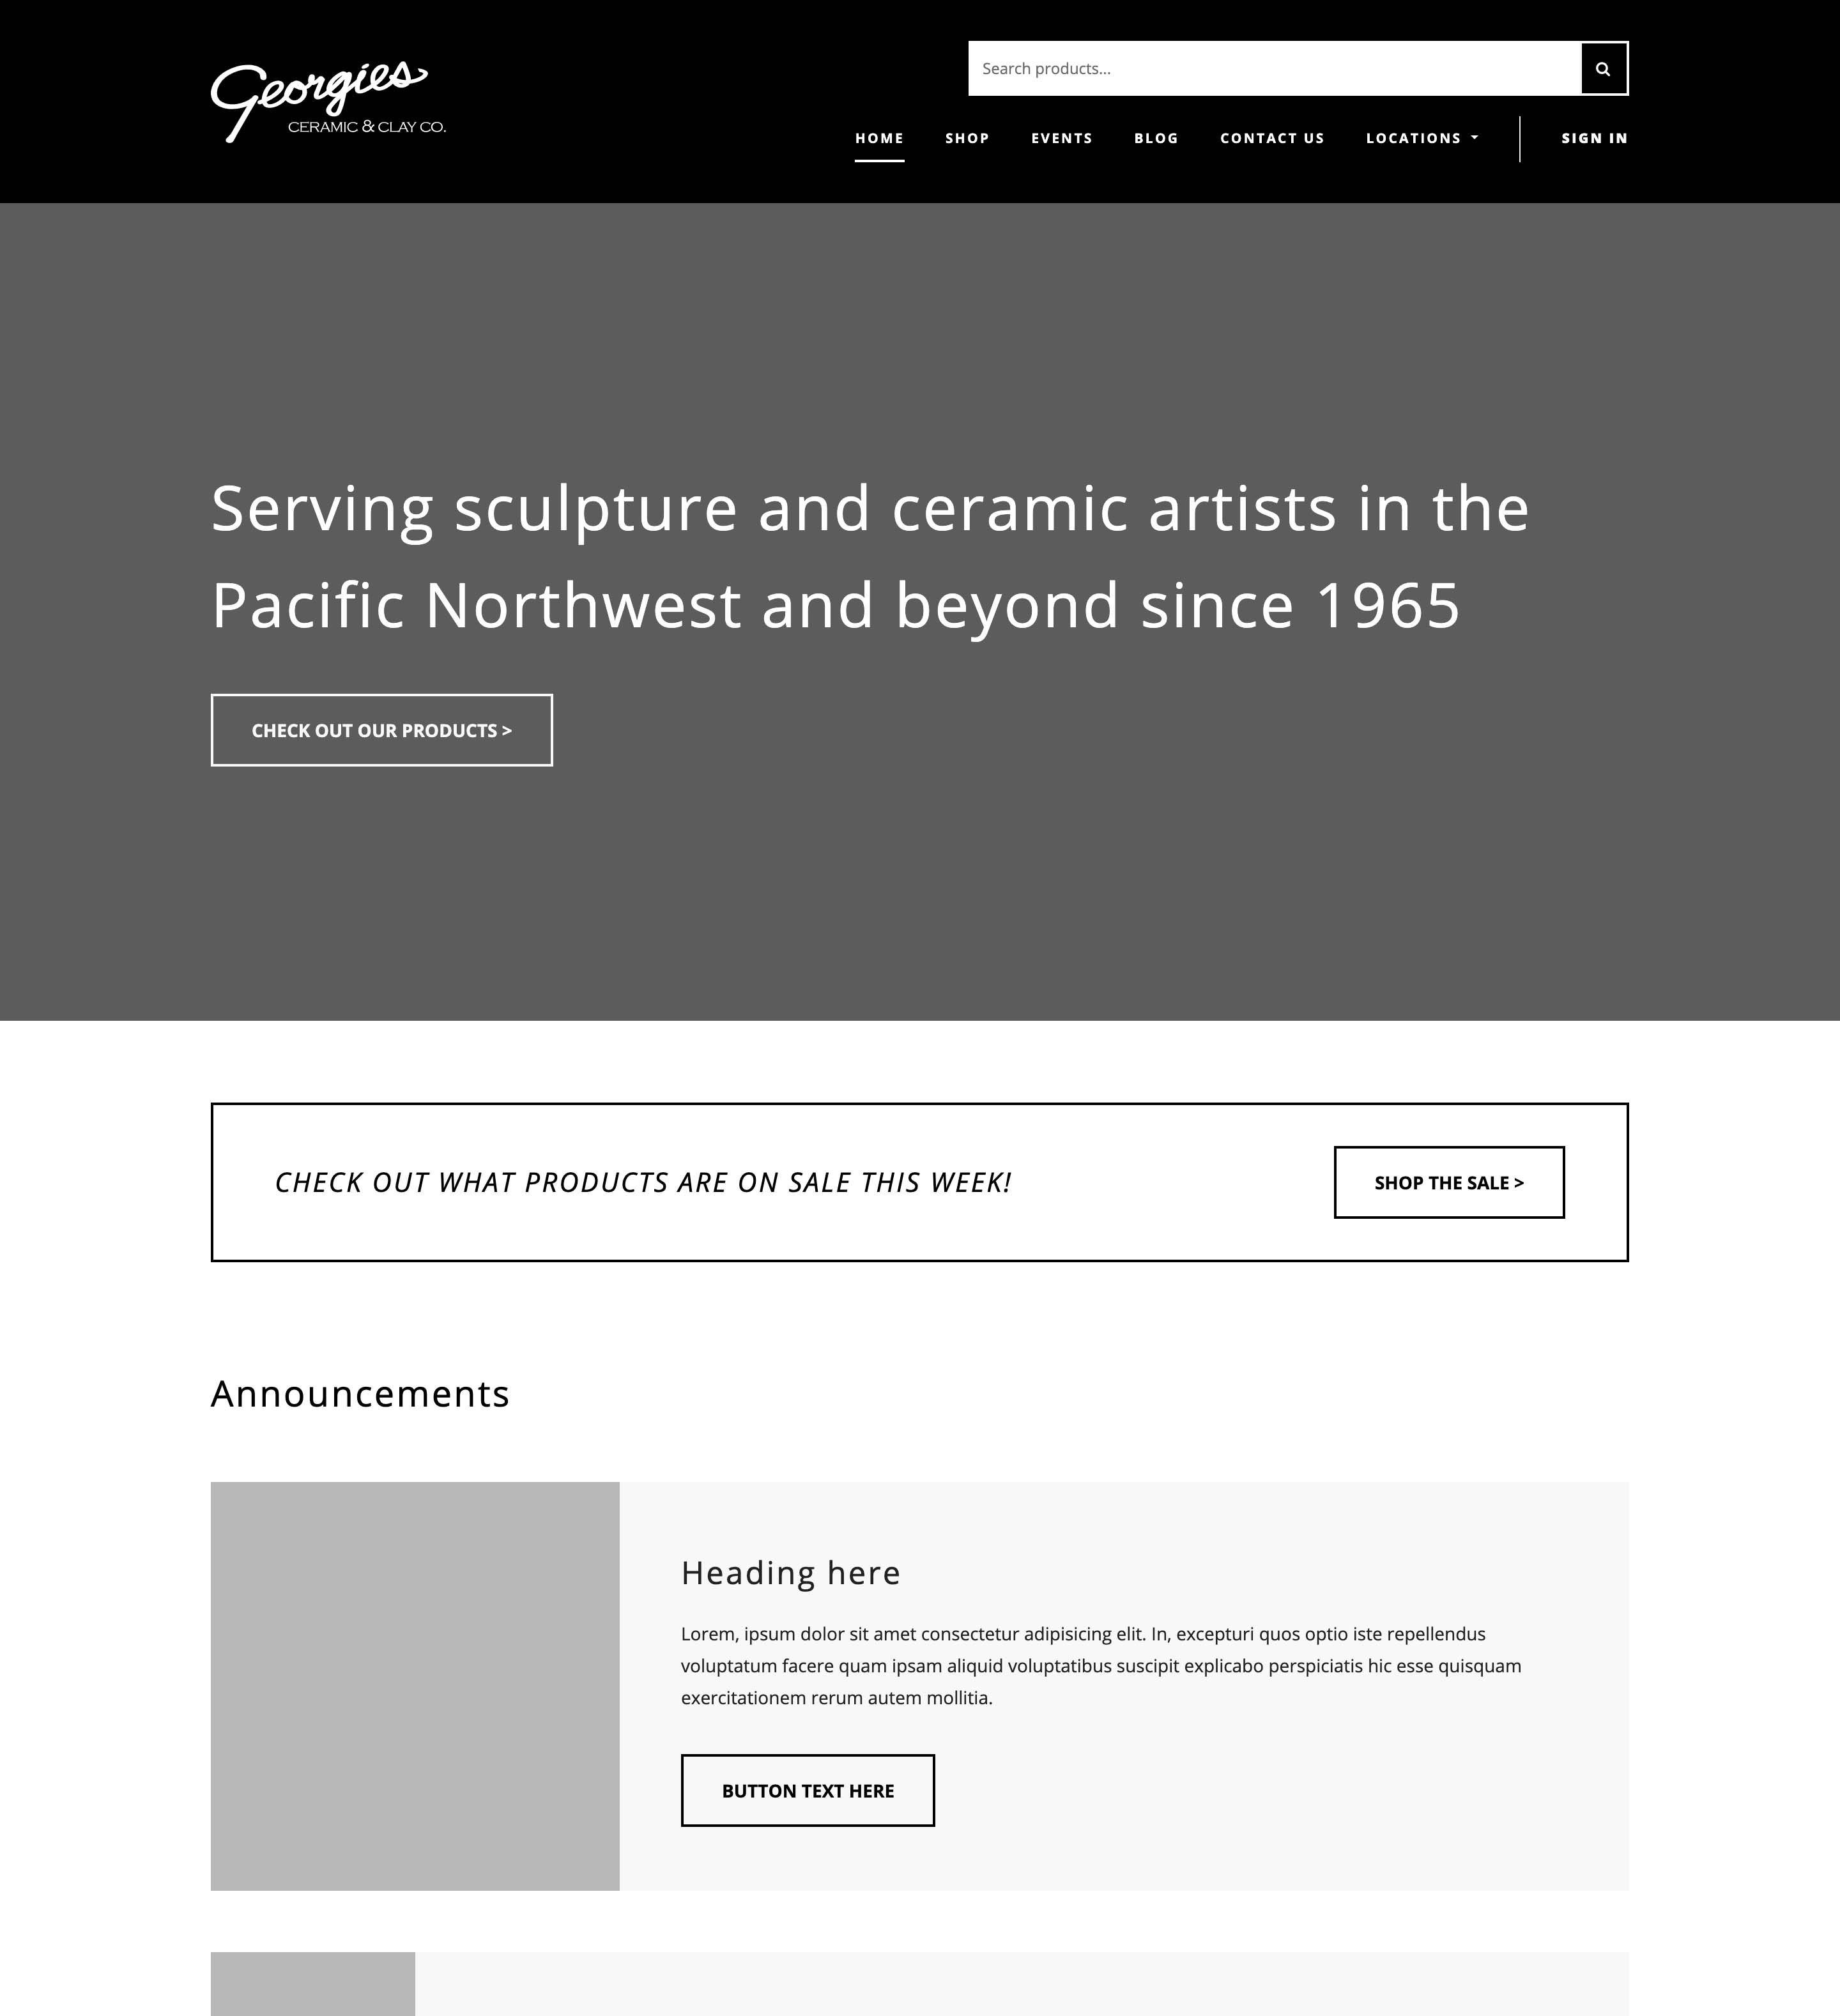 Georgies
CERAMIC & CLAY CO.
Search products...
HOME SHOP EVENTS BLOG CONTACT US LOCATIONS SIGN IN
Serving sculpture and ceramic artists in the
Pacific Northwest and beyond since 1965
CHECK OUT OUR PRODUCTS >
CHECK OUT WHAT PRODUCTS ARE ON SALE THIS WEEK!
SHOP THE SALE >
Announcements
Heading here
Lorem, ipsum dolor sit amet consectetur adipisicing elit. In, excepturi quos optio iste repellendus
voluptatum facere quam ipsam aliquid voluptatibus suscipit explicabo perspiciatis hic esse quisquam
exercitationem rerum autem mollitia.
BUTTON TEXT HERE